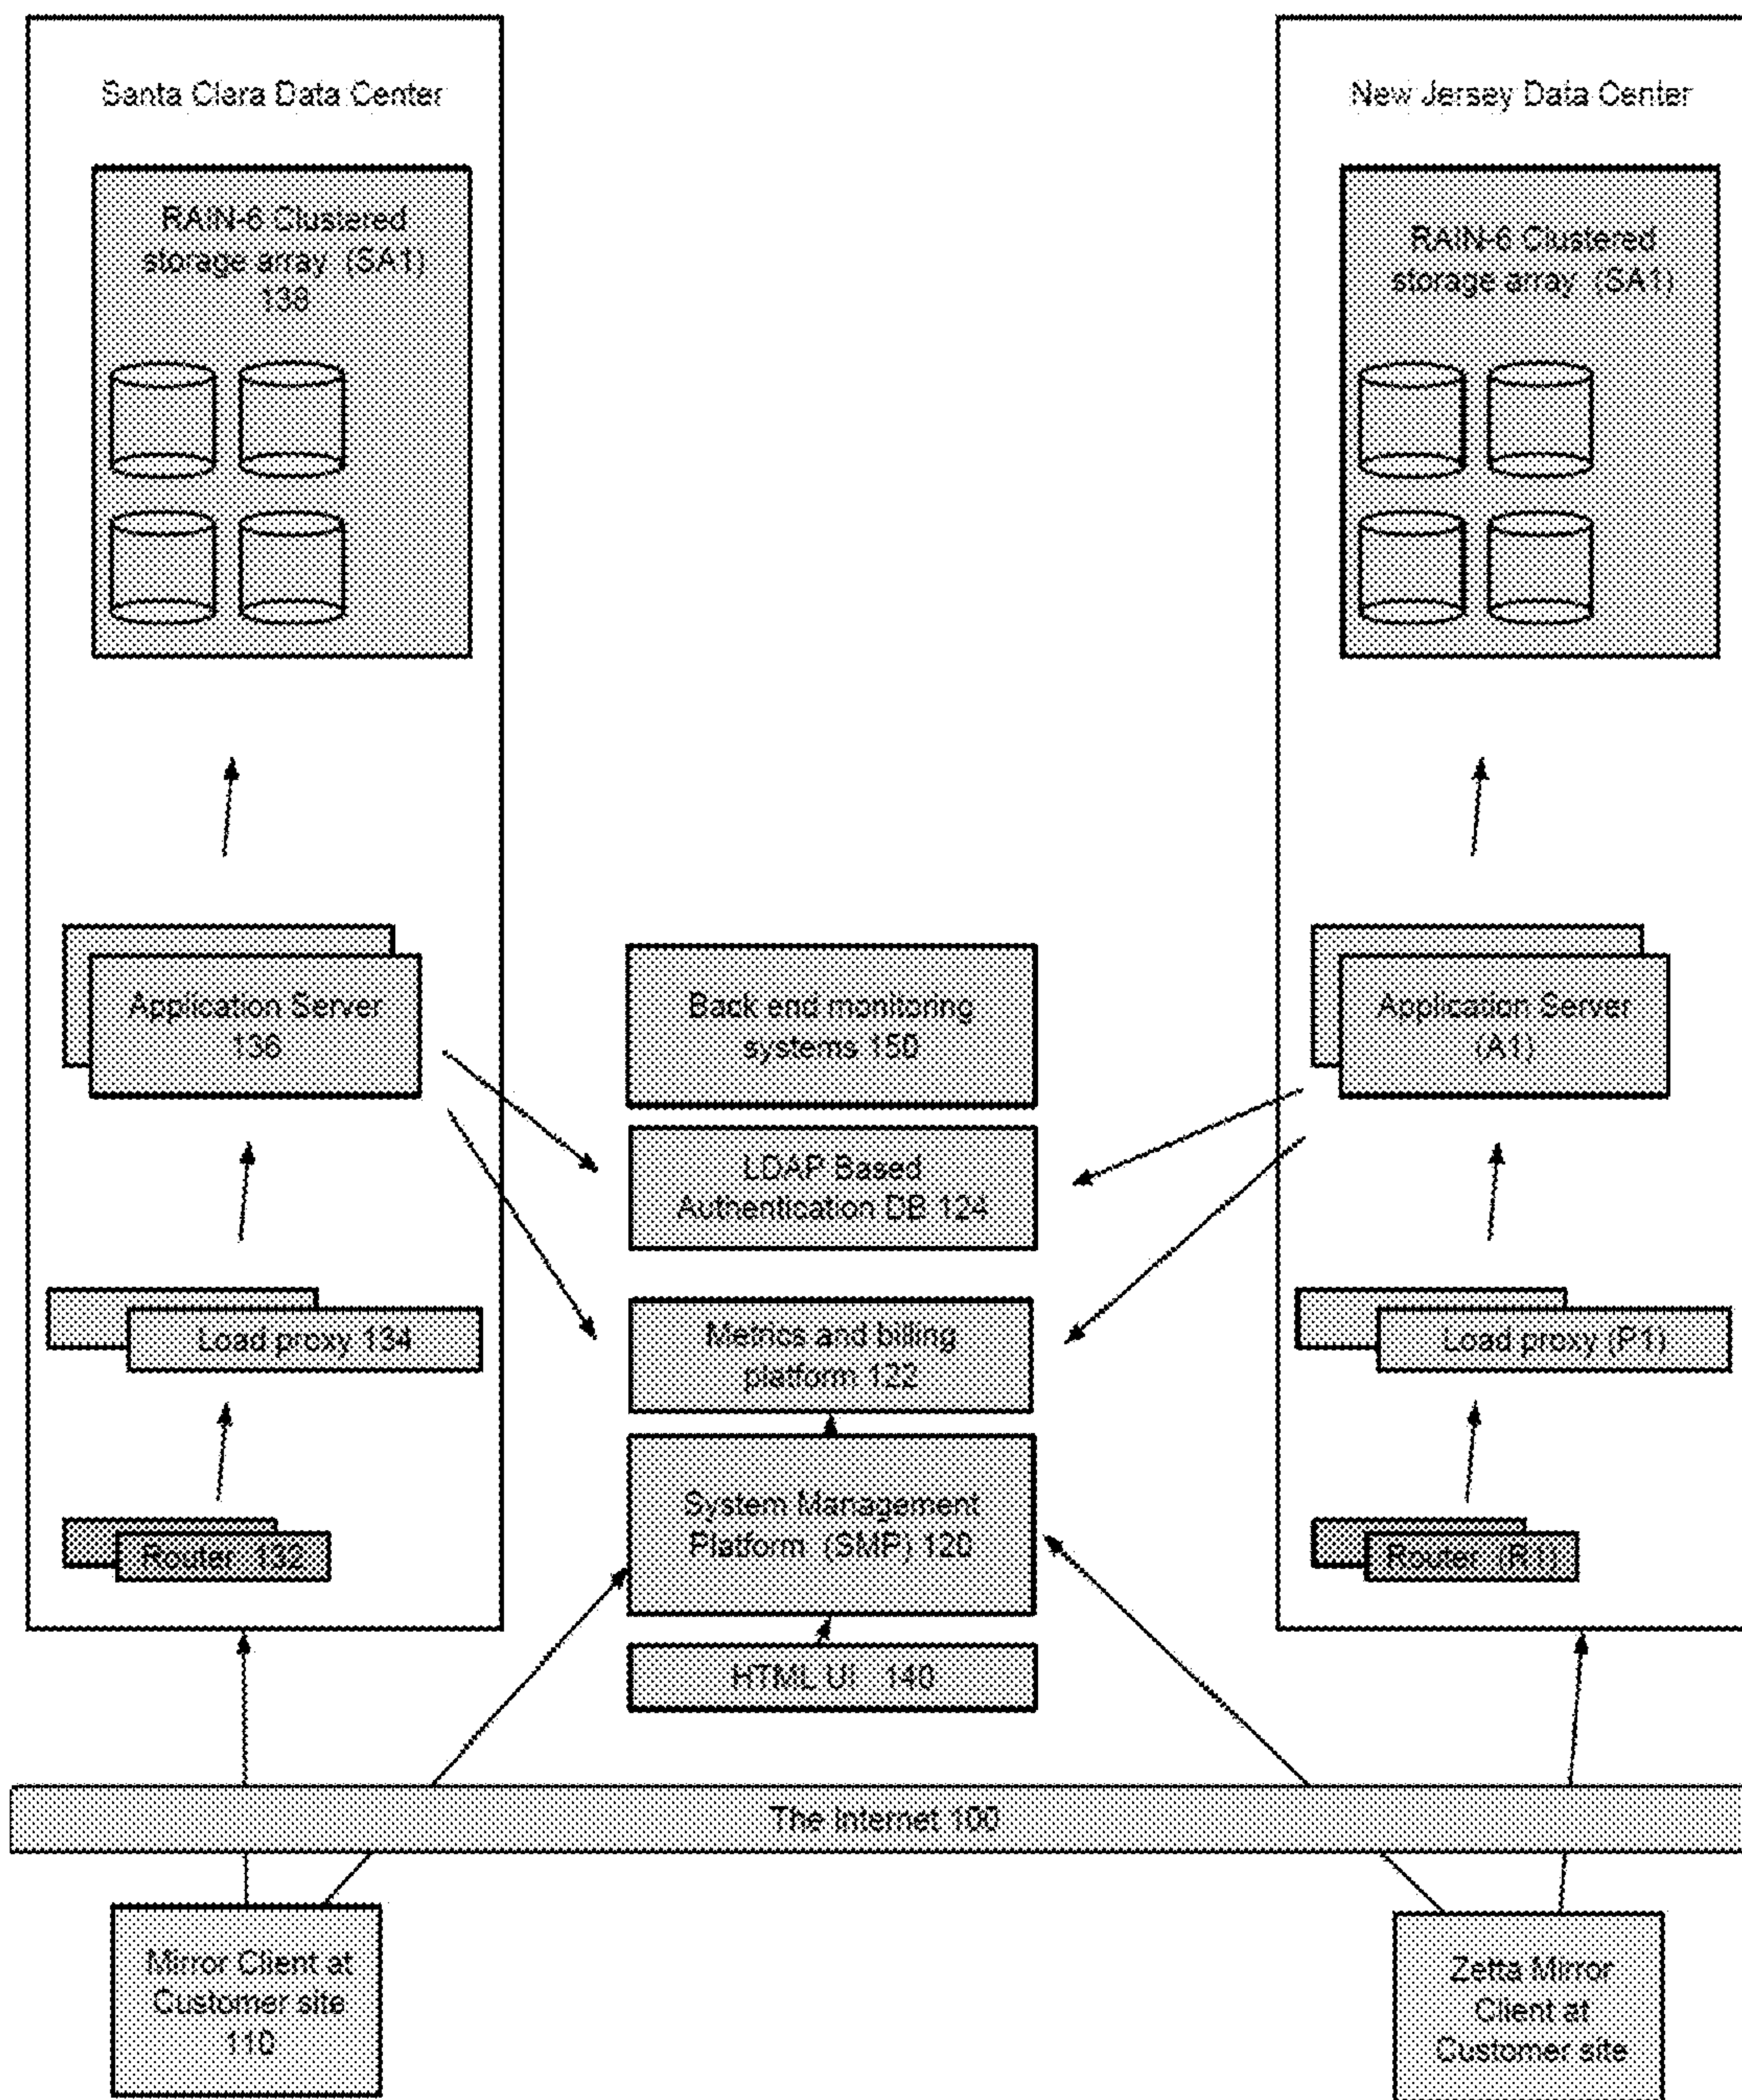 Santa Clara Data Center
RAIN-6 Clustered
storage array (SA1)
138
Application Server
136
Load proxy 134
Router 132
Back end monitoring
systems 150
LDAP Based
Authentication DB 124
Metrics and billing
platform 122
System Management
Platform (SMP) 120
HTML UI 140
New Jersey Data Center
RAIN-6 Clustered
storage array (SA1)
Application Server
(A1)
Load proxy (P1)
Router (R1)
The Internet 100
Mirror Client at
Customer site
110
Zetta Mirror
Client at
Customer site